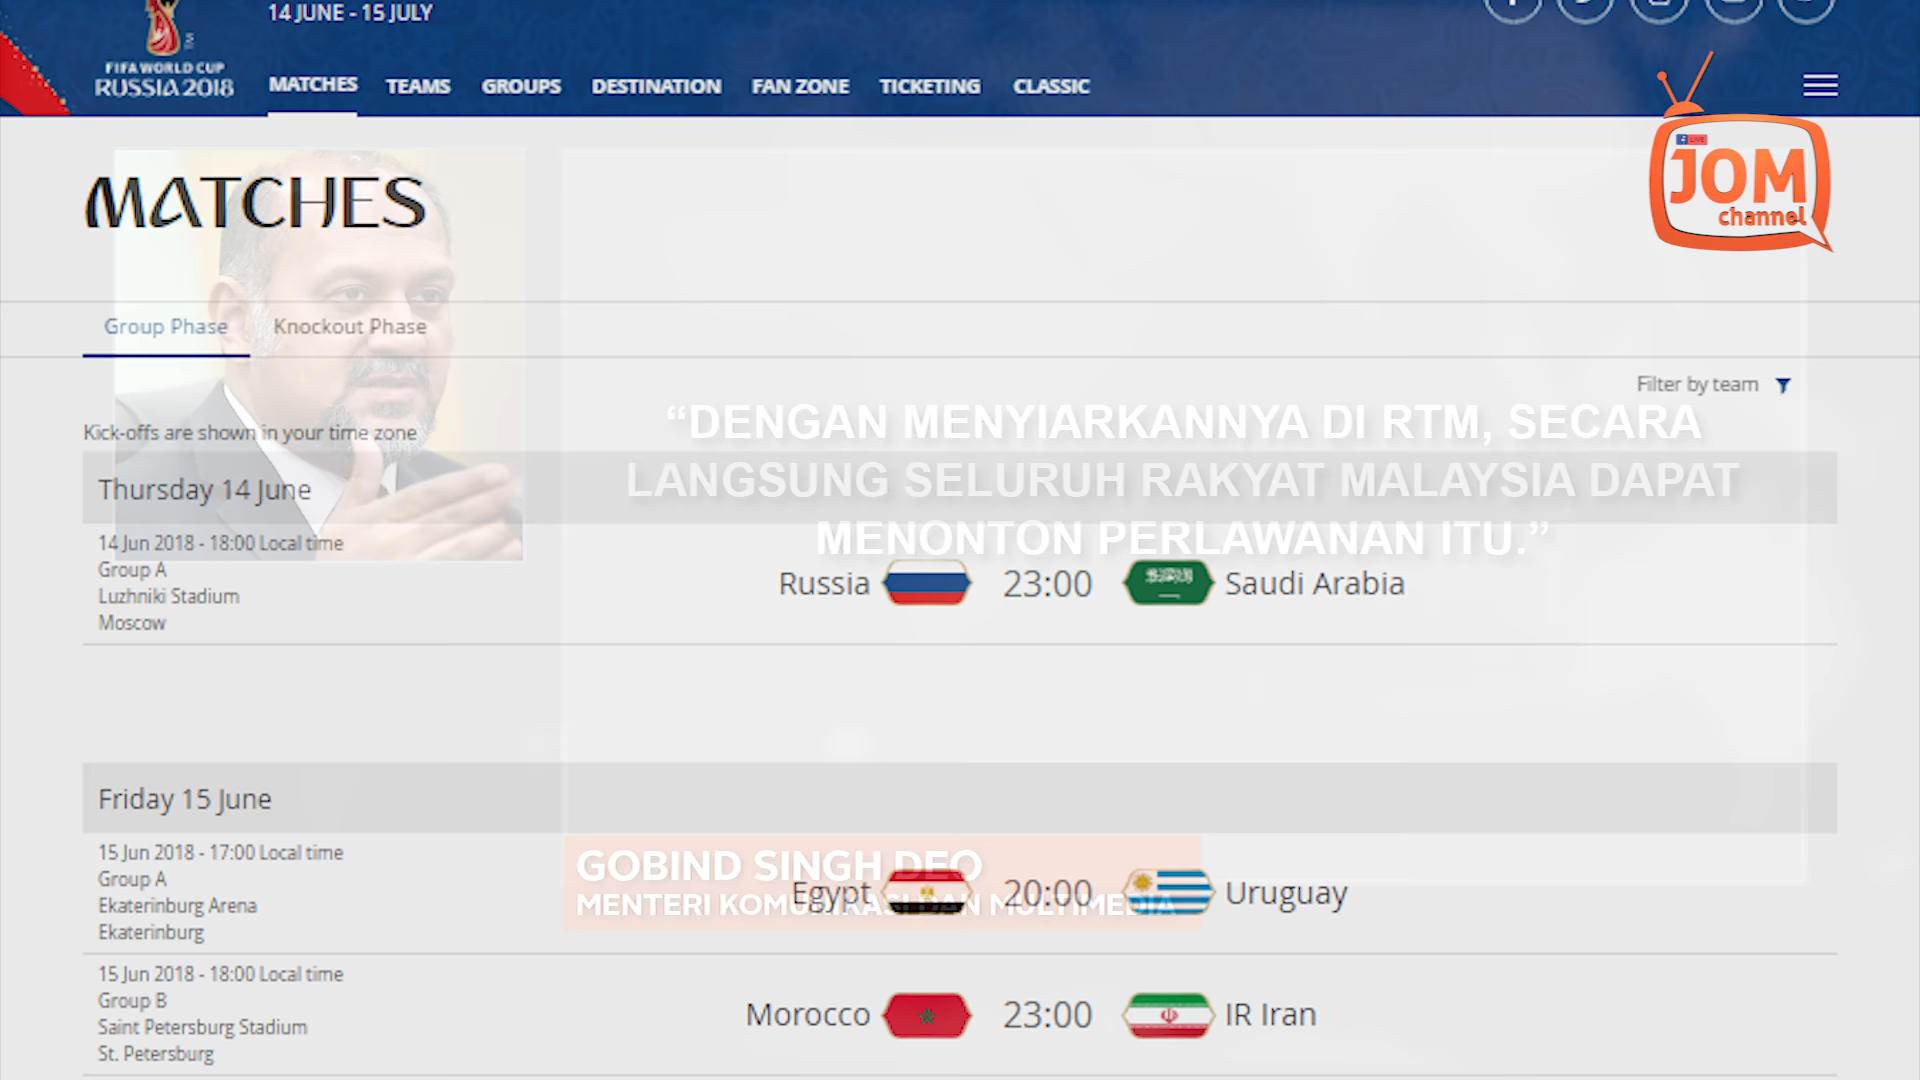 14 JUNE - 15 JULY
FIFA WORLD CUP
RUSSIA 2018
MATCHES TEAMS GROUPS DESTINATION FAN ZONE TICKETING CLASSIC
LIVE
JOM
channel
MATCHES
Group Phase Knockout Phase
Filter by team
Kick-offs are shown in your time zone
“DENGAN MENYIARKANNYA DI RTM, SECARA
LANGSUNG SELURUH RAKYAT MALAYSIA DAPAT
MENONTON PERLAWANAN ITU.”
Thursday 14 June
14 Jun 2018 - 18:00 Local time
Group A
Luzhniki Stadium
Moscow
Russia 23:00 Saudi Arabia
Friday 15 June
15 Jun 2018 - 17:00 Local time
Group A
Ekaterinburg Arena
Ekaterinburg
Egypt 20:00 Uruguay
GOBIND SINGH DEO
MENTERI KOMUNIKASI DAN MULTIMEDIA
15 Jun 2018 - 18:00 Local time
Group B
Saint Petersburg Stadium
St. Petersburg
Morocco 23:00 IR Iran